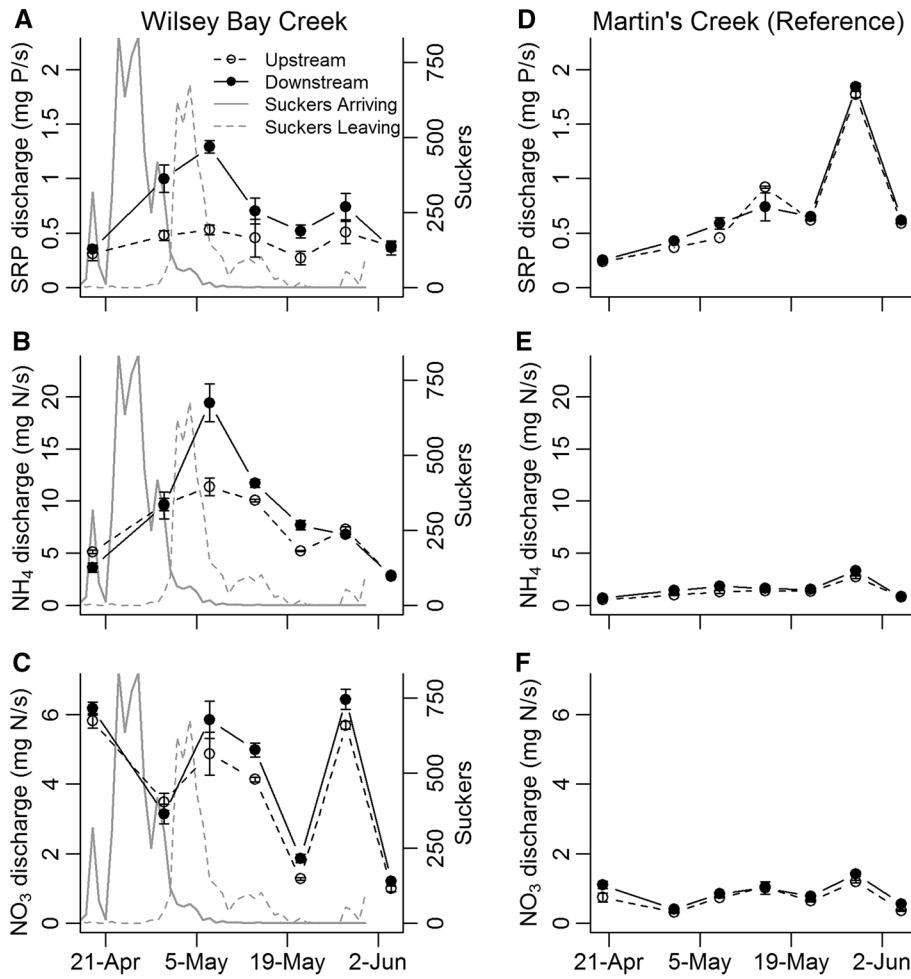 A Wilsey Bay Creek
SRP discharge (mg P/s)
0 0.5 1 1.5 2
Upstream
Downstream
Suckers Arriving
Suckers Leaving
0 250 500 750
Suckers
D Martin's Creek (Reference)
SRP discharge (mg P/s)
0 0.5 1 1.5 2
B
NH4 discharge (mg N/s)
0 5 10 15 20
0 250 500 750
Suckers
E
NH4 discharge (mg N/s)
0 5 10 15 20
C
NO3 discharge (mg N/s)
0 2 4 6
0 250 500 750
Suckers
21-Apr 5-May 19-May 2-Jun
F
NO3 discharge (mg N/s)
0 2 4 6
21-Apr 5-May 19-May 2-Jun